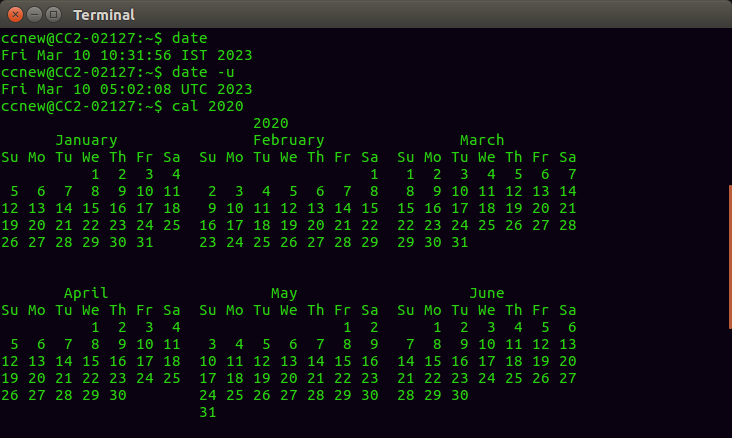 Terminal
ccnew@CC2-02127:~$ date
Fri Mar 10 10:31:56 IST 2023
ccnew@CC2-02127:~$ date -u
Fri Mar 10 05:02:08 UTC 2023
ccnew@CC2-02127:~$ cal 2020
                            2020
      January               February               March
Su Mo Tu We Th Fr Sa  Su Mo Tu We Th Fr Sa  Su Mo Tu We Th Fr Sa
          1  2  3  4                     1   1  2  3  4  5  6  7
 5  6  7  8  9 10 11   2  3  4  5  6  7  8   8  9 10 11 12 13 14
12 13 14 15 16 17 18   9 10 11 12 13 14 15  15 16 17 18 19 20 21
19 20 21 22 23 24 25  16 17 18 19 20 21 22  22 23 24 25 26 27 28
26 27 28 29 30 31     23 24 25 26 27 28 29  29 30 31
       April                  May                   June
Su Mo Tu We Th Fr Sa  Su Mo Tu We Th Fr Sa  Su Mo Tu We Th Fr Sa
          1  2  3  4                  1  2      1  2  3  4  5  6
 5  6  7  8  9 10 11   3  4  5  6  7  8  9   7  8  9 10 11 12 13
12 13 14 15 16 17 18  10 11 12 13 14 15 16  14 15 16 17 18 19 20
19 20 21 22 23 24 25  17 18 19 20 21 22 23  21 22 23 24 25 26 27
26 27 28 29 30        24 25 26 27 28 29 30  28 29 30
                      31